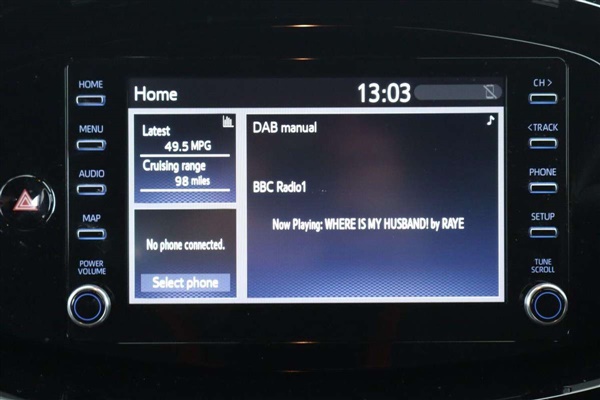 HOME
MENU
AUDIO
MAP
POWER
VOLUME
Home
13:03
Latest
49.5 MPG
Cruising range
98 miles
No phone connected.
Select phone
DAB manual
BBC Radio1
Now Playing: WHERE IS MY HUSBAND! by RAYE
CH >
<TRACK
PHONE
SETUP
TUNE
SCROLL